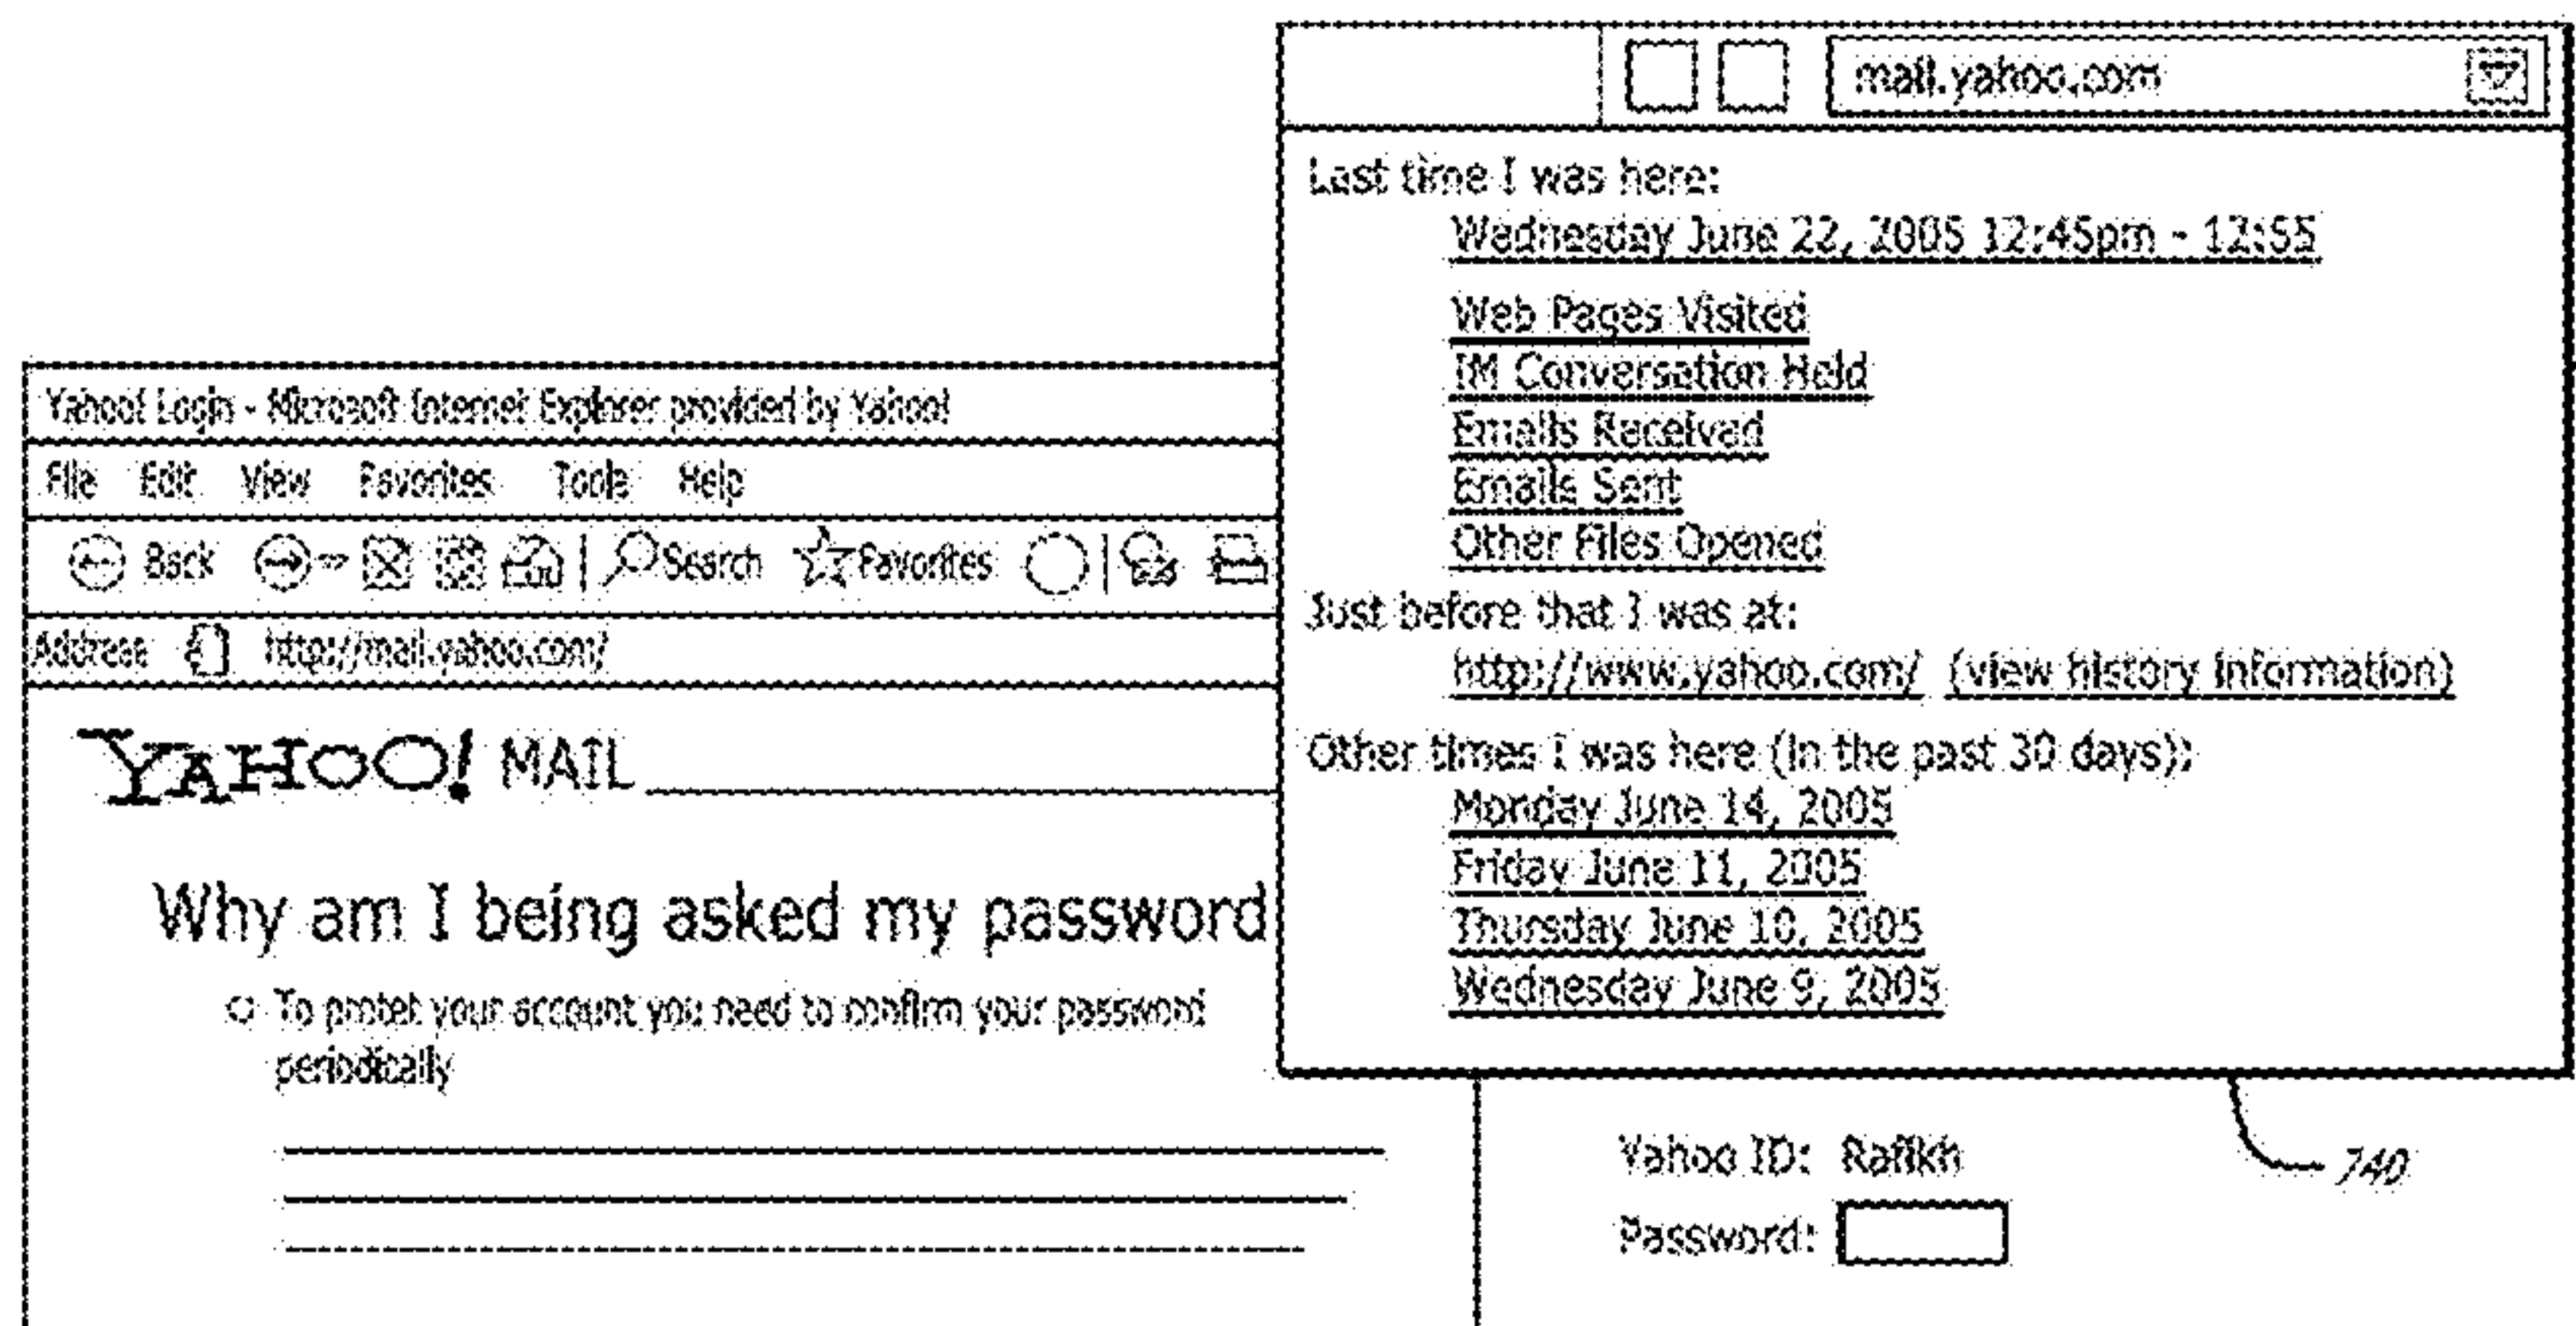 mail.yahoo.com
Last time I was here:
Wednesday June 22, 2005 12:45pm - 12:55
Web Pages Visited
IM Conversation Held
Emails Received
Emails Sent
Other Files Opened
Just before that I was at:
http://www.yahoo.com/ (view history information)
Other times I was here (in the past 30 days):
Monday June 14, 2005
Friday June 11, 2005
Thursday June 10, 2005
Wednesday June 9, 2005
Yahoo! Login - Microsoft Internet Explorer provided by Yahoo!
File Edit View Favorites Tools Help
Back Search Favorites
Address http://mail.yahoo.com/
YAHOO! MAIL
Why am I being asked my password
To protet your account you need to confirm your password
periodically
Yahoo ID: Rafikh
Password:
740